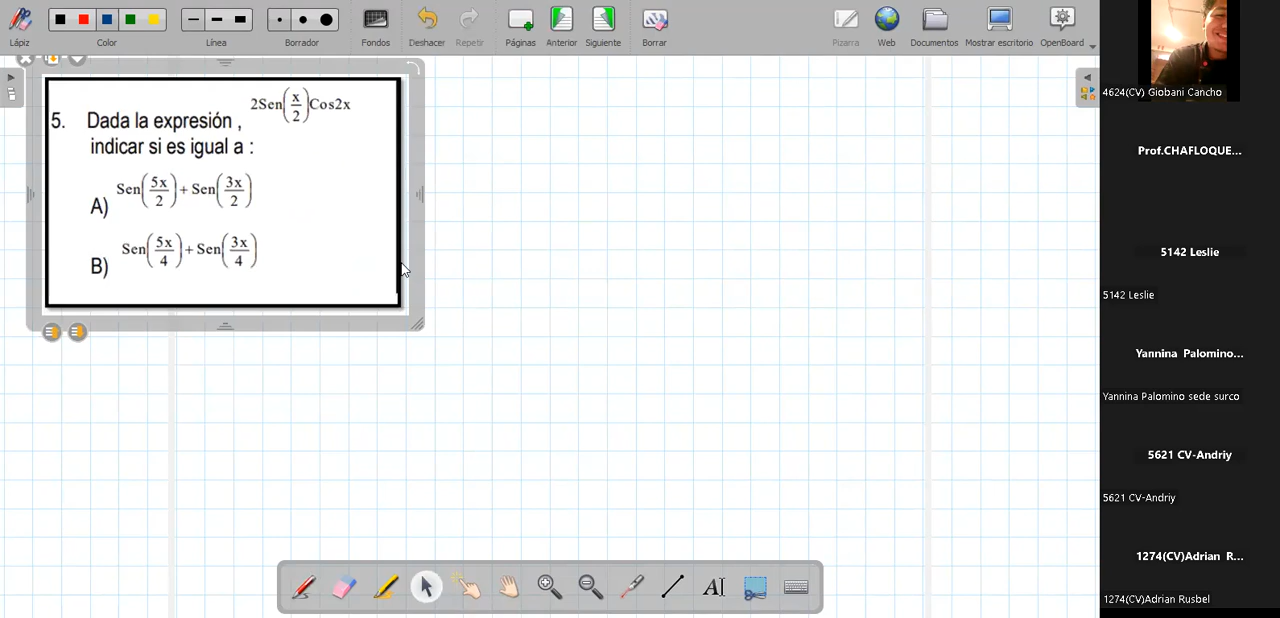 Lápiz
Color
Línea
Borrador
Fondos
Deshacer
Repetir
Páginas
Anterior
Siguiente
Borrar
Pizarra
Web
Documentos
Mostrar escritorio
OpenBoard
5. Dada la expresión , 2Sen(x/2)Cos2x
indicar si es igual a :
A) Sen(5x/2) + Sen(3x/2)
B) Sen(5x/4) + Sen(3x/4)
4624(CV) Giobani Cancho
Prof.CHAFLOQUE...
5142 Leslie
5142 Leslie
Yannina Palomino...
Yannina Palomino sede surco
5621 CV-Andriy
5621 CV-Andriy
1274(CV)Adrian R...
1274(CV)Adrian Rusbel